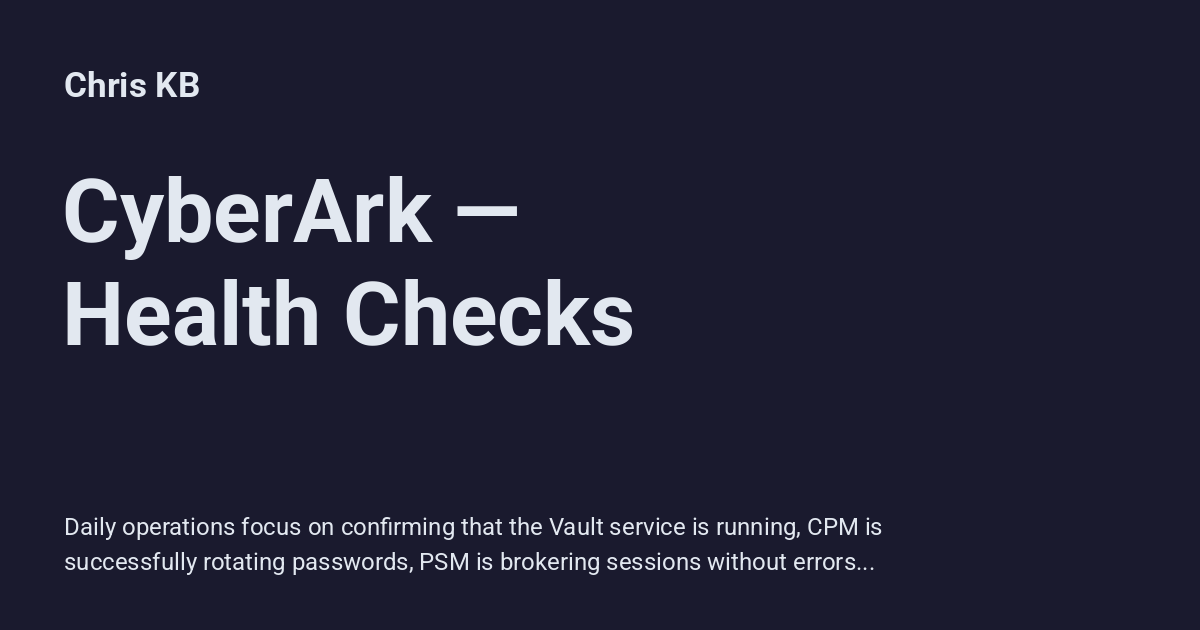 Chris KB
CyberArk —
Health Checks
Daily operations focus on confirming that the Vault service is running, CPM is
successfully rotating passwords, PSM is brokering sessions without errors...